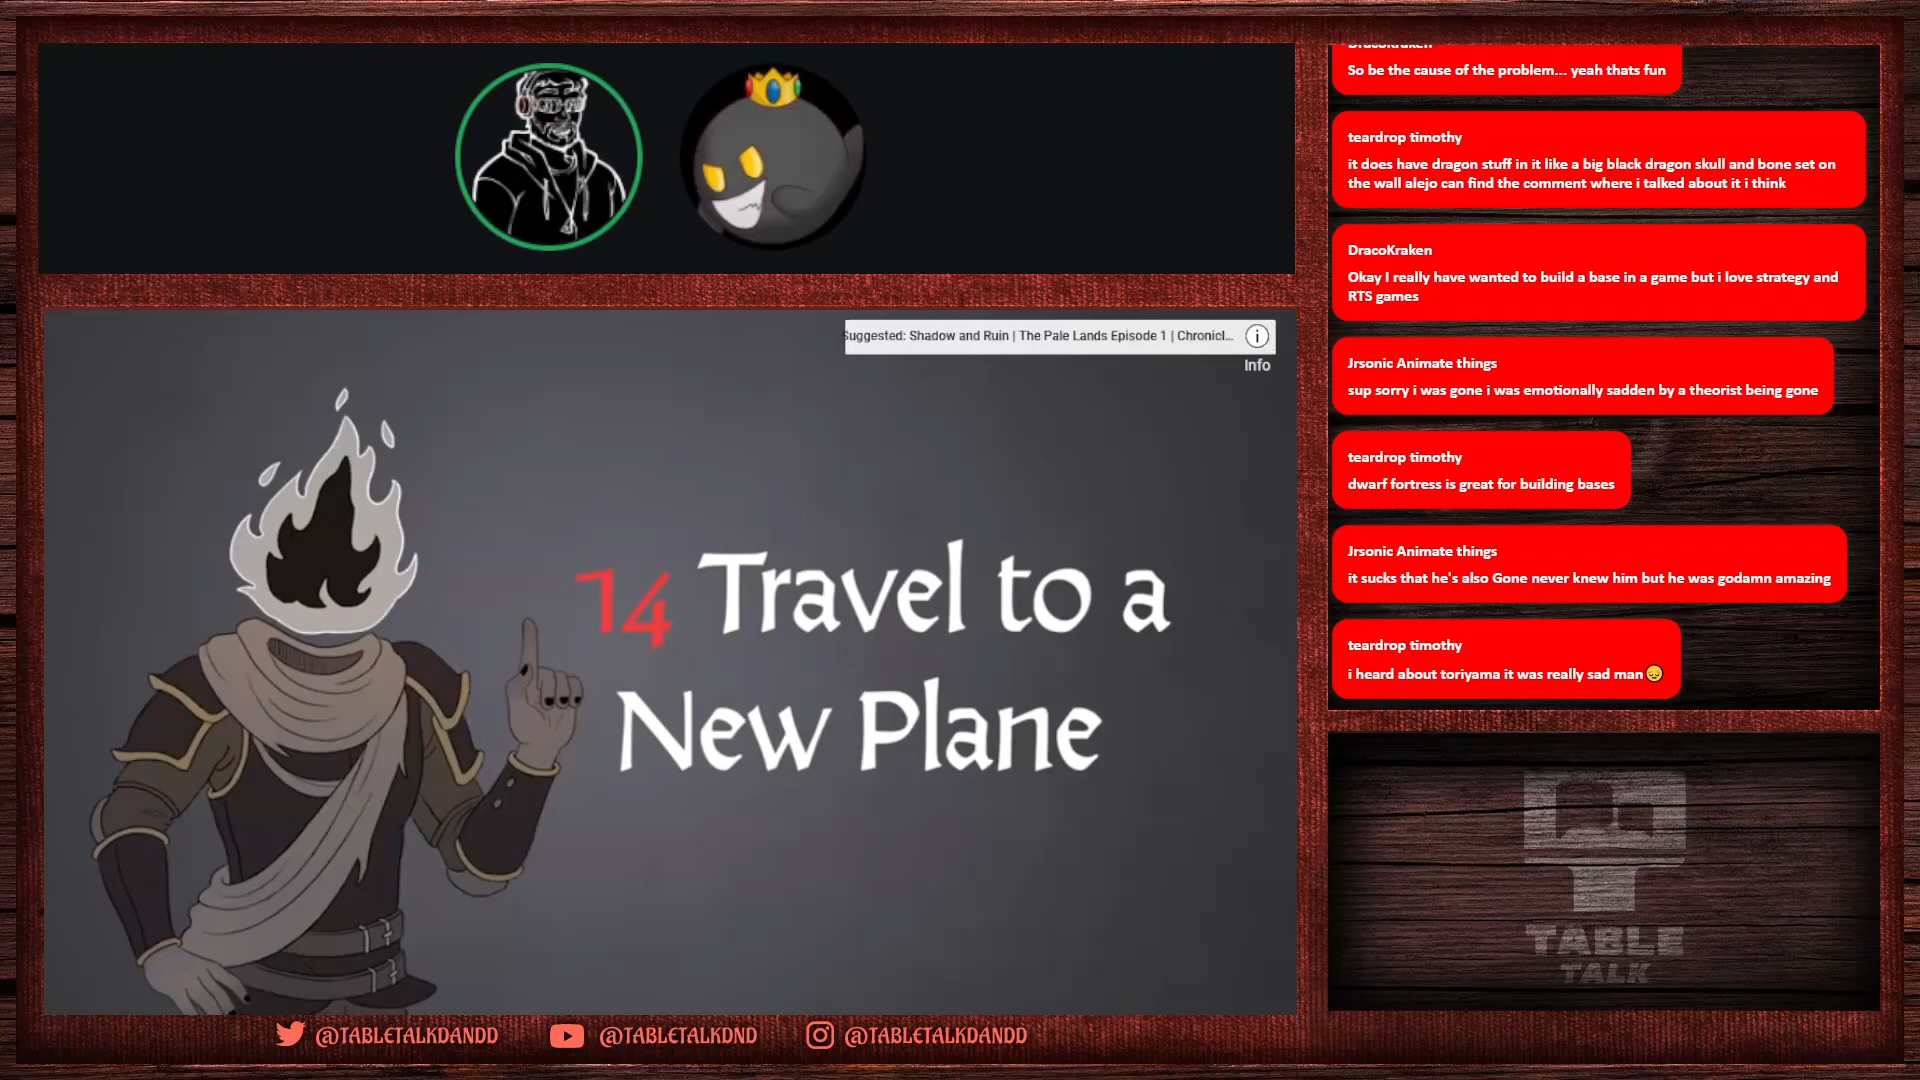 Suggested: Shadow and Ruin | The Pale Lands Episode 1 | Chronicl...
Info
14 Travel to a
New Plane
DracoKraken
So be the cause of the problem... yeah thats fun
teardrop timothy
it does have dragon stuff in it like a big black dragon skull and bone set on
the wall alejo can find the comment where i talked about it i think
DracoKraken
Okay I really have wanted to build a base in a game but i love strategy and
RTS games
Jrsonic Animate things
sup sorry i was gone i was emotionally sadden by a theorist being gone
teardrop timothy
dwarf fortress is great for building bases
Jrsonic Animate things
it sucks that he's also Gone never knew him but he was godamn amazing
teardrop timothy
i heard about toriyama it was really sad man 😔
TABLE
TALK
@TABLETALKDANDD
@TABLETALKDND
@TABLETALKDANDD